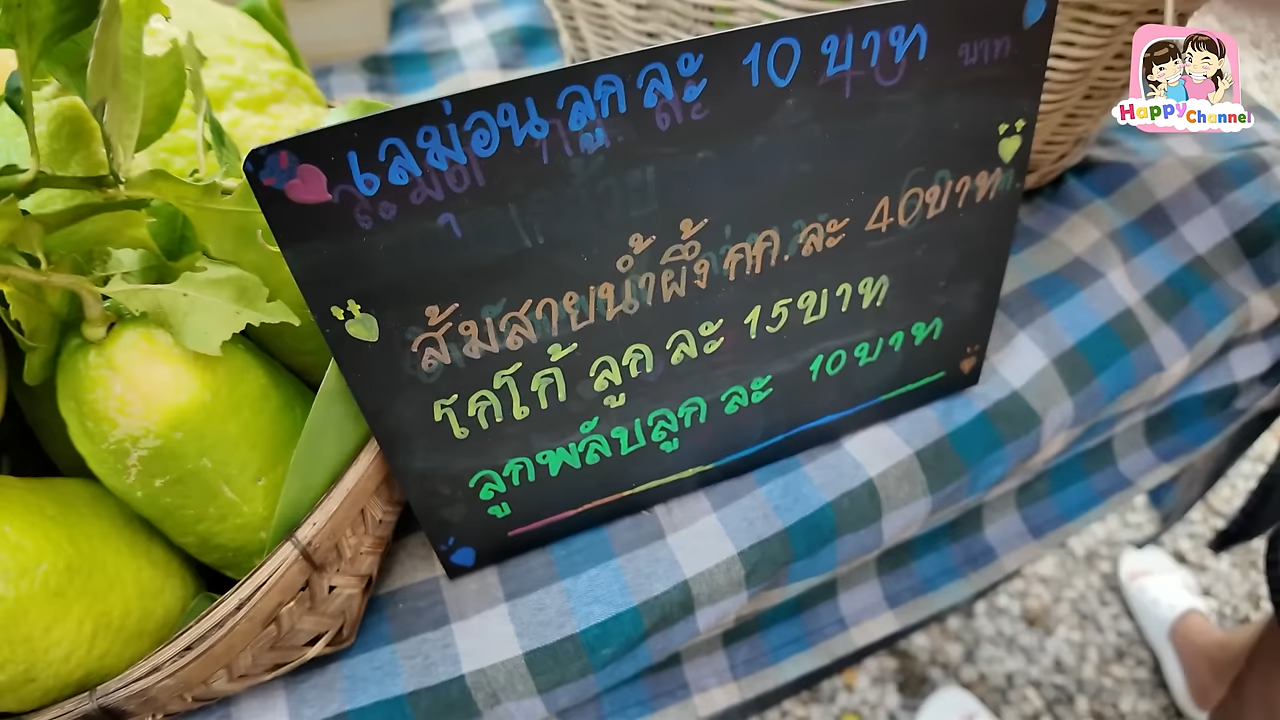 เลม่อน ลูกละ 10 บาท
ส้มสายน้ำผึ้ง กก. ละ 40บาท.
โกโก้ ลูกละ 15บาท
ลูกพลับลูกละ 10บาท
Happy Channel